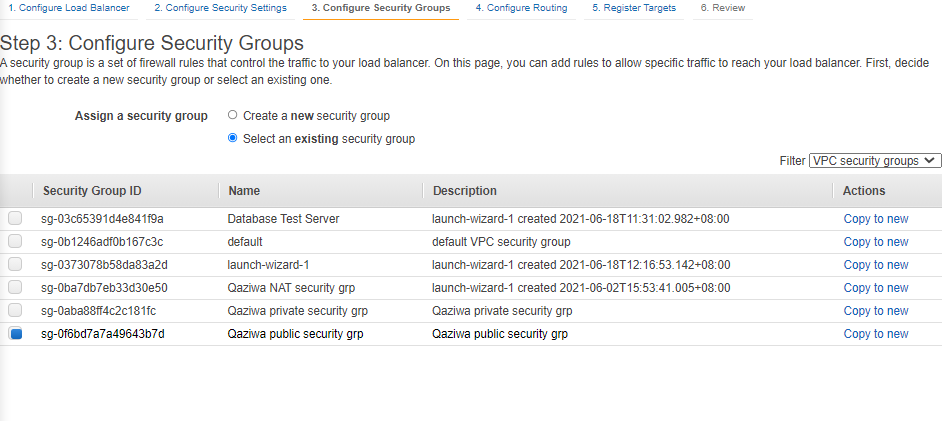 1. Configure Load Balancer 2. Configure Security Settings 3. Configure Security Groups 4. Configure Routing 5. Register Targets 6. Review
Step 3: Configure Security Groups
A security group is a set of firewall rules that control the traffic to your load balancer. On this page, you can add rules to allow specific traffic to reach your load balancer. First, decide
whether to create a new security group or select an existing one.
Assign a security group Create a new security group
Select an existing security group
Filter VPC security groups
Security Group ID Name Description Actions
sg-03c65391d4e841f9a Database Test Server launch-wizard-1 created 2021-06-18T11:31:02.982+08:00 Copy to new
sg-0b1246adf0b167c3c default default VPC security group Copy to new
sg-0373078b58da83a2d launch-wizard-1 launch-wizard-1 created 2021-06-18T12:16:53.142+08:00 Copy to new
sg-0ba7db7eb33d30e50 Qaziwa NAT security grp launch-wizard-1 created 2021-06-02T15:53:41.005+08:00 Copy to new
sg-0aba88ff4c2c181fc Qaziwa private security grp Qaziwa private security grp Copy to new
sg-0f6bd7a7a49643b7d Qaziwa public security grp Qaziwa public security grp Copy to new